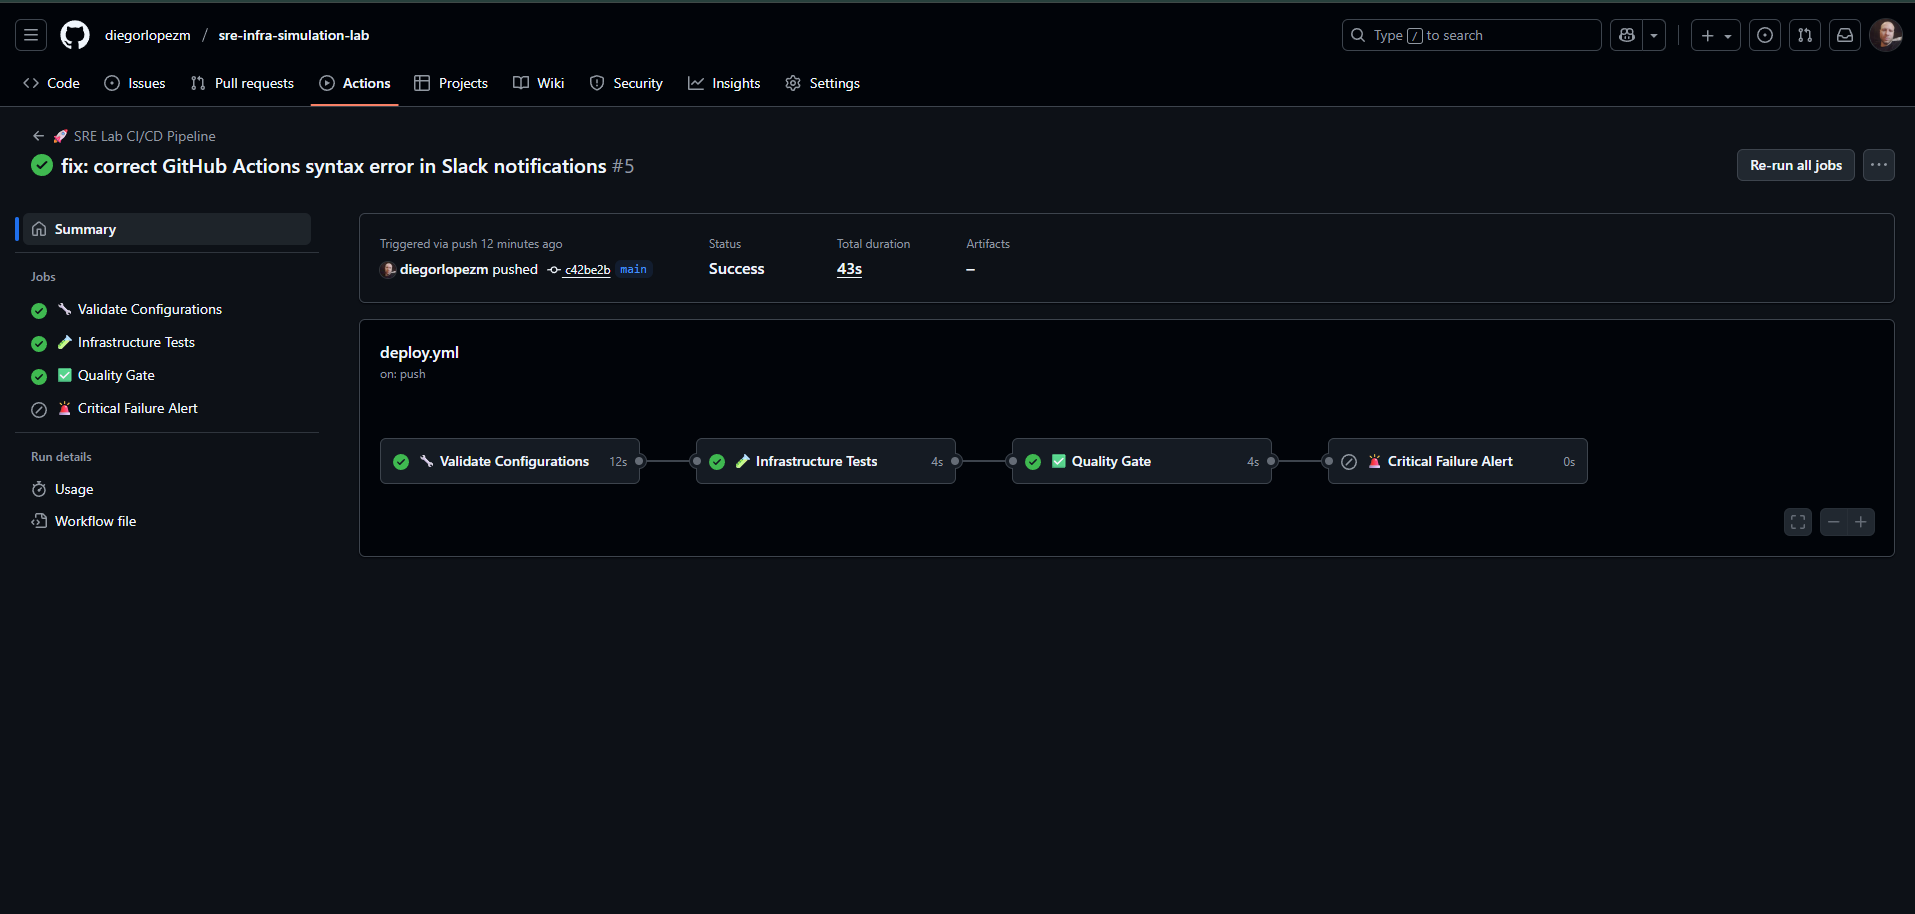 diegorlopezm / sre-infra-simulation-lab
Type / to search
Code Issues Pull requests Actions Projects Wiki Security Insights Settings
SRE Lab CI/CD Pipeline
fix: correct GitHub Actions syntax error in Slack notifications #5
Re-run all jobs
Summary
Jobs
Validate Configurations
Infrastructure Tests
Quality Gate
Critical Failure Alert
Run details
Usage
Workflow file
Triggered via push 12 minutes ago
diegorlopezm pushed c42be2b main
Status
Success
Total duration
43s
Artifacts
–
deploy.yml
on: push
Validate Configurations 12s
Infrastructure Tests 4s
Quality Gate 4s
Critical Failure Alert 0s